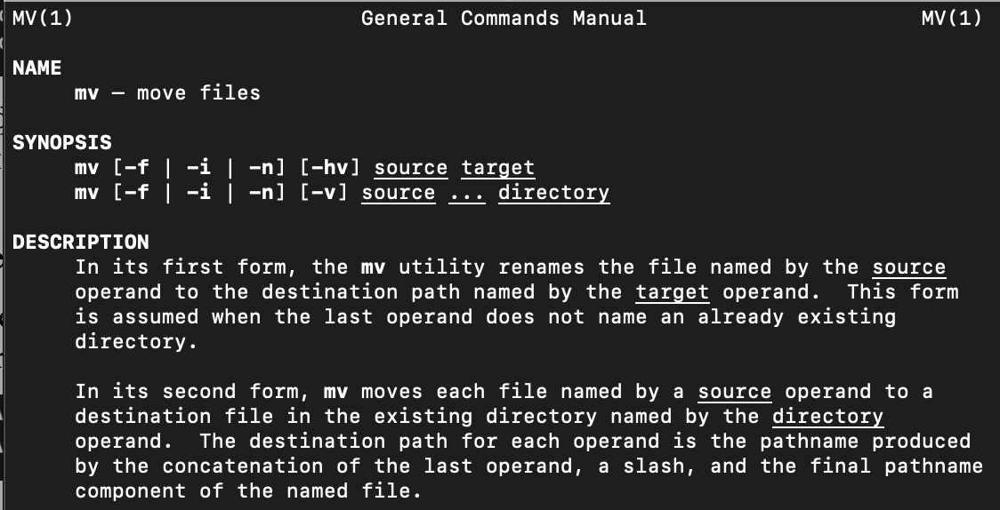 MV(1) General Commands Manual MV(1)
NAME
mv — move files
SYNOPSIS
mv [-f | -i | -n] [-hv] source target
mv [-f | -i | -n] [-v] source ... directory
DESCRIPTION
In its first form, the mv utility renames the file named by the source
operand to the destination path named by the target operand.  This form
is assumed when the last operand does not name an already existing
directory.
In its second form, mv moves each file named by a source operand to a
destination file in the existing directory named by the directory
operand.  The destination path for each operand is the pathname produced
by the concatenation of the last operand, a slash, and the final pathname
component of the named file.